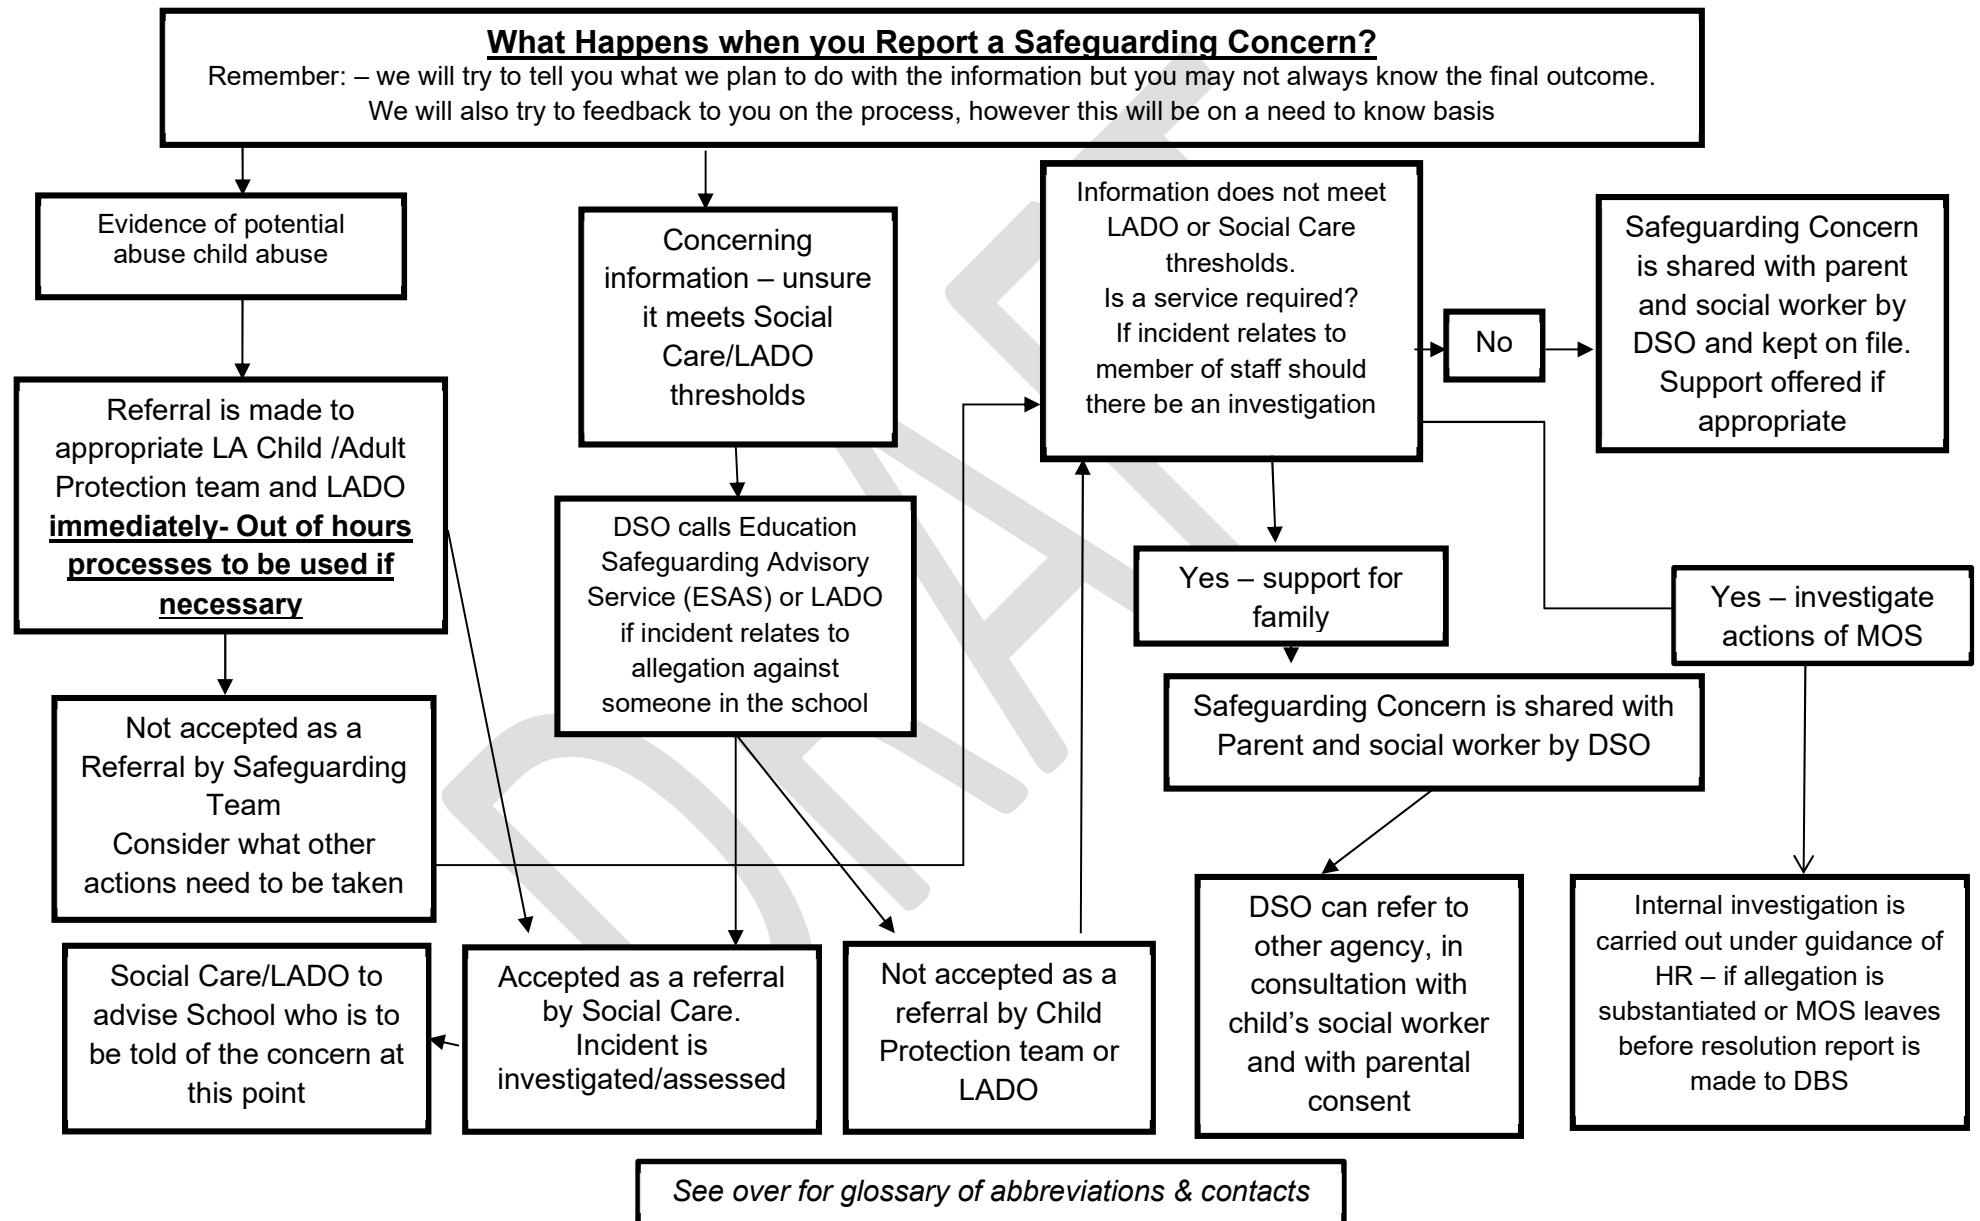 What Happens when you Report a Safeguarding Concern?
Remember: – we will try to tell you what we plan to do with the information but you may not always know the final outcome.
We will also try to feedback to you on the process, however this will be on a need to know basis
Evidence of potential
abuse child abuse
Referral is made to
appropriate LA Child /Adult
Protection team and LADO
immediately- Out of hours
processes to be used if
necessary
Not accepted as a
Referral by Safeguarding
Team
Consider what other
actions need to be taken
Social Care/LADO to
advise School who is to
be told of the concern at
this point
Concerning
information – unsure
it meets Social
Care/LADO
thresholds
DSO calls Education
Safeguarding Advisory
Service (ESAS) or LADO
if incident relates to
allegation against
someone in the school
Accepted as a referral
by Social Care.
Incident is
investigated/assessed
Not accepted as a
referral by Child
Protection team or
LADO
Information does not meet
LADO or Social Care
thresholds.
Is a service required?
If incident relates to
member of staff should
there be an investigation
No
Safeguarding Concern
is shared with parent
and social worker by
DSO and kept on file.
Support offered if
appropriate
Yes – support for
family
Yes – investigate
actions of MOS
Safeguarding Concern is shared with
Parent and social worker by DSO
DSO can refer to
other agency, in
consultation with
child’s social worker
and with parental
consent
Internal investigation is
carried out under guidance of
HR – if allegation is
substantiated or MOS leaves
before resolution report is
made to DBS
See over for glossary of abbreviations & contacts
DRAFT